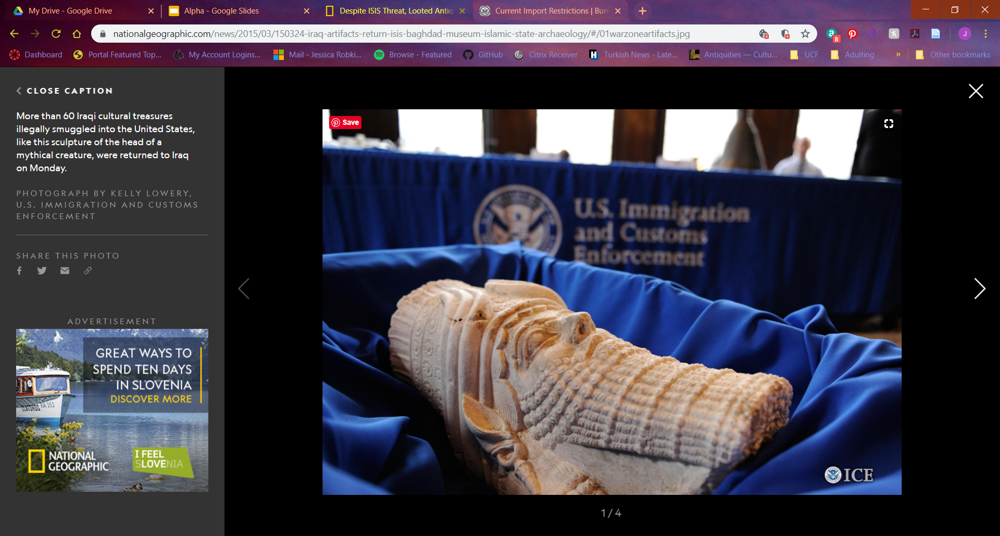 My Drive - Google Drive
Alpha - Google Slides
Despite ISIS Threat, Looted Antiq
Current Import Restrictions | Bure
nationalgeographic.com/news/2015/03/150324-iraq-artifacts-return-isis-baghdad-museum-islamic-state-archaeology/#/01warzoneartifacts.jpg
8
J
Dashboard
Portal Featured Top...
My Account Logins...
Mail - Jessica Robki...
Browse - Featured
GitHub
Citrix Receiver
Turkish News - Late...
Antiquities — Cultu...
UCF
Adulting
»
Other bookmarks
CLOSE CAPTION
More than 60 Iraqi cultural treasures
illegally smuggled into the United States,
like this sculpture of the head of a
mythical creature, were returned to Iraq
on Monday.
PHOTOGRAPH BY KELLY LOWERY,
U.S. IMMIGRATION AND CUSTOMS
ENFORCEMENT
SHARE THIS PHOTO
ADVERTISEMENT
GREAT WAYS TO
SPEND TEN DAYS
IN SLOVENIA
DISCOVER MORE
NATIONAL
GEOGRAPHIC
I FEEL
SLOVENIA
Save
U.S. Immigration
and Customs
Enforcement
ICE
1 / 4